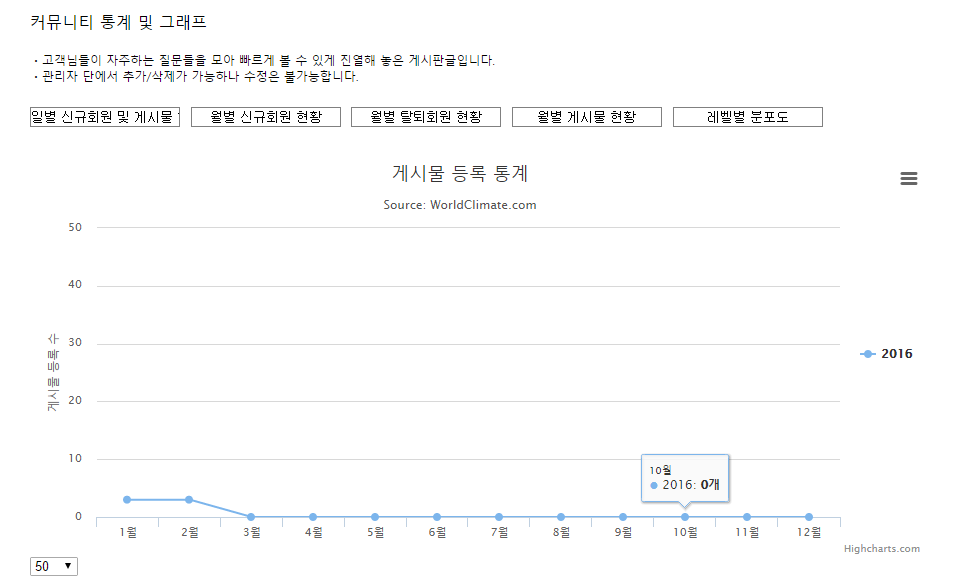 커뮤니티 통계 및 그래프
· 고객님들이 자주하는 질문들을 모아 빠르게 볼 수 있게 진열해 놓은 게시판글입니다.
· 관리자 단에서 추가/삭제가 가능하나 수정은 불가능합니다.
일별 신규회원 및 게시물 월별 신규회원 현황 월별 탈퇴회원 현황 월별 게시물 현황 레벨별 분포도
게시물 등록 통계
Source: WorldClimate.com
게시물 등록 수
50
40
30
20
10
0
2016
10월
2016: 0개
1월 2월 3월 4월 5월 6월 7월 8월 9월 10월 11월 12월
Highcharts.com
50